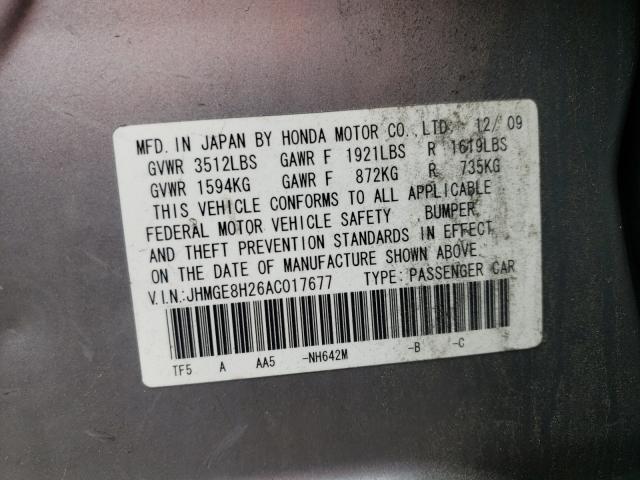 MFD. IN JAPAN BY HONDA MOTOR CO., LTD. 12/ 09
GVWR 3512LBS GAWR F 1921LBS R 1619LBS
GVWR 1594KG GAWR F 872KG R 735KG
THIS VEHICLE CONFORMS TO ALL APPLICABLE
FEDERAL MOTOR VEHICLE SAFETY BUMPER,
AND THEFT PREVENTION STANDARDS IN EFFECT
ON THE DATE OF MANUFACTURE SHOWN ABOVE.
V.I.N.:JHMGE8H26AC017677 TYPE: PASSENGER CAR
TF5 A AA5 -NH642M -B -C